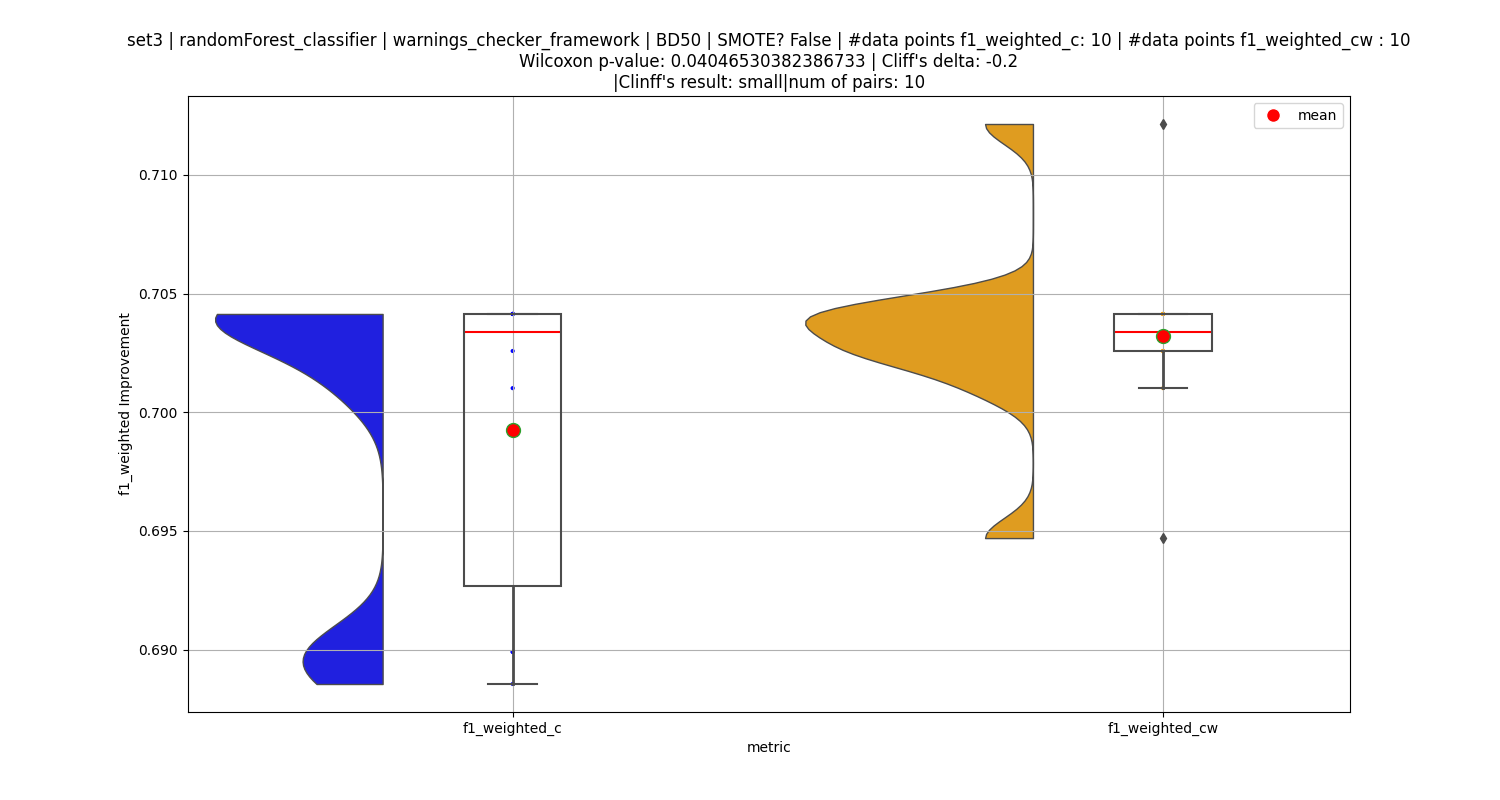 set3 | randomForest_classifier | warnings_checker_framework | BD50 | SMOTE? False | #data points f1_weighted_c: 10 | #data points f1_weighted_cw : 10
Wilcoxon p-value: 0.04046530382386733 | Cliff's delta: -0.2
|Clinff's result: small|num of pairs: 10
mean
0.710
0.705
0.700
0.695
0.690
f1_weighted Improvement
f1_weighted_c
f1_weighted_cw
metric